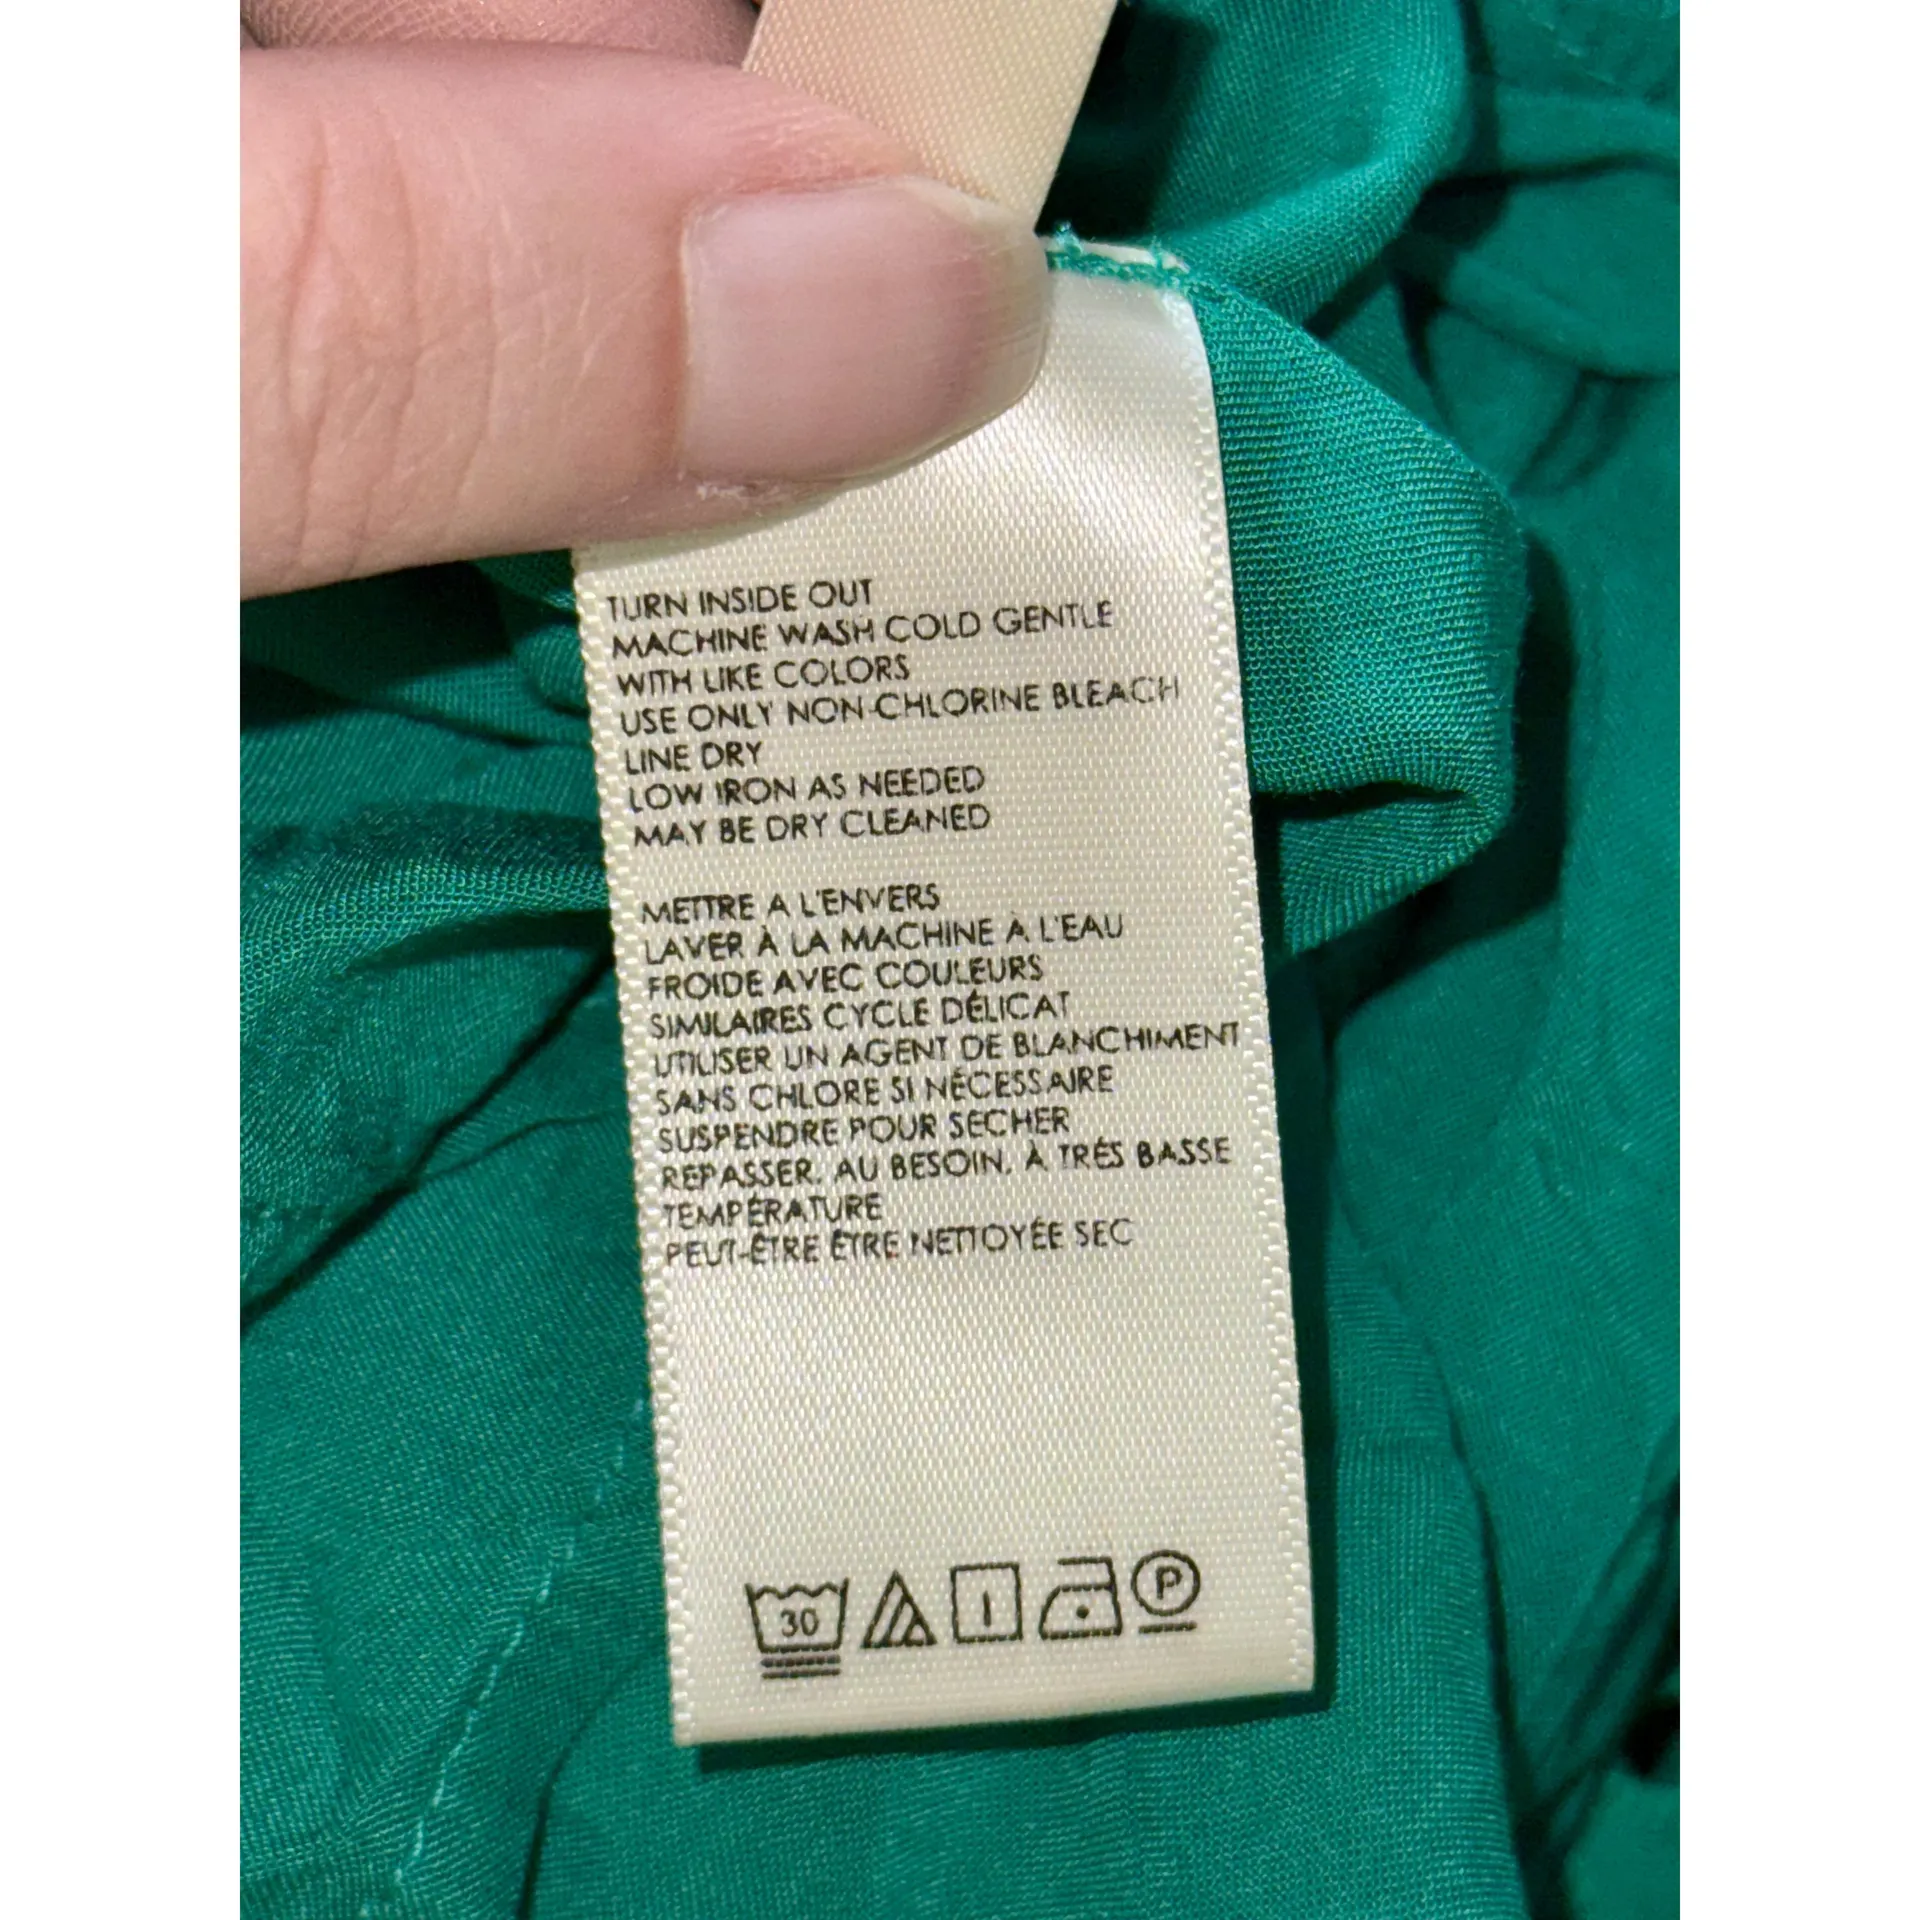 TURN INSIDE OUT
MACHINE WASH COLD GENTLE
WITH LIKE COLORS
USE ONLY NON-CHLORINE BLEACH
LINE DRY
LOW IRON AS NEEDED
MAY BE DRY CLEANED
METTRE A L'ENVERS
LAVER À LA MACHINE À L'EAU
FROIDE AVEC COULEURS
SIMILAIRES CYCLE DÉLICAT
UTILISER UN AGENT DE BLANCHIMENT
SANS CHLORE SI NÉCESSAIRE
SUSPENDRE POUR SECHER
REPASSER, AU BESOIN, À TRÉS BASSE
TEMPÉRATURE
PEUT-ÊTRE ÊTRE NETTOYÉE SEC
30 P